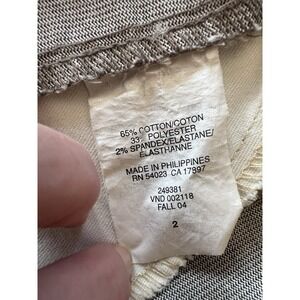 65% COTTON/COTON
33% POLYESTER
2% SPANDEX/ELASTANE/
ELASTHANNE
MADE IN PHILIPPINES
RN 54023 CA 17897
249381
VND 002118
FALL 04
2